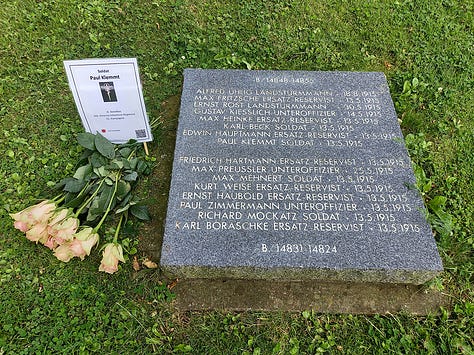 Soldat
Paul Klemmt
B. 14848-14855
ALFRED UHLIG LANDSTURMMANN · 18.8.1915
MAX FRITZSCHE ERSATZ-RESERVIST · 13.5.1915
ERNST ROST LANDSTURMMANN · 30.5.1915
GUSTAV KIESSLICH UNTEROFFIZIER · 14.5.1915
MAX HEINKE ERSATZ-RESERVIST · 13.5.1915
KARL BECK SOLDAT · 13.5.1915
EDWIN HAUPTMANN ERSATZ-RESERVIST · 13.5.1915
PAUL KLEMMT SOLDAT · 13.5.1915
FRIEDRICH HARTMANN ERSATZ-RESERVIST · 13.5.1915
MAX PREUSSLER UNTEROFFIZIER · 25.5.1915
MAX MEHNERT SOLDAT · 13.5.1915
KURT WEISE ERSATZ-RESERVIST · 13.5.1915
ERNST HAUBOLD ERSATZ-RESERVIST · 13.5.1915
PAUL ZIMMERMANN UNTEROFFIZIER · 13.5.1915
RICHARD MOCKATZ SOLDAT · 13.5.1915
KARL BORASCHKE ERSATZ-RESERVIST · 13.5.1915
B. 14831-14824